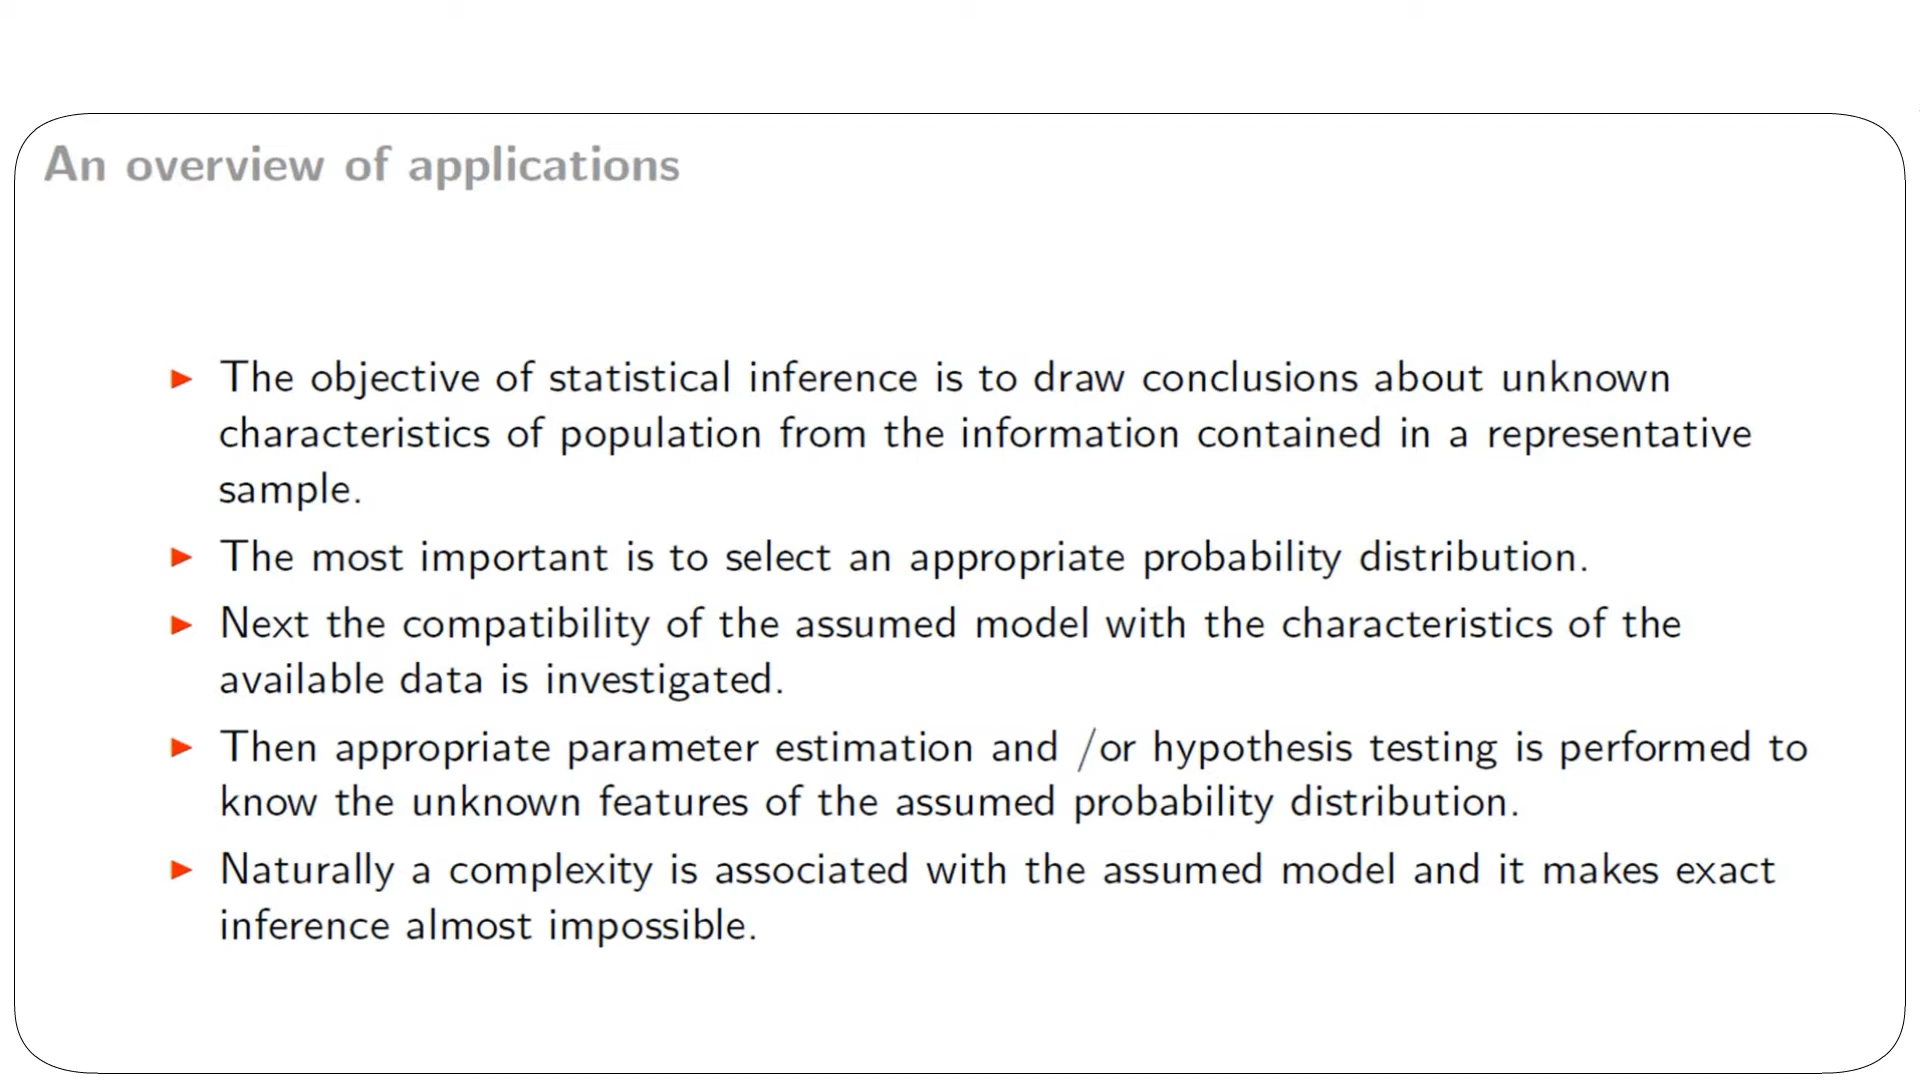 An overview of applications
The objective of statistical inference is to draw conclusions about unknown
characteristics of population from the information contained in a representative
sample.
The most important is to select an appropriate probability distribution.
Next the compatibility of the assumed model with the characteristics of the
available data is investigated.
Then appropriate parameter estimation and /or hypothesis testing is performed to
know the unknown features of the assumed probability distribution.
Naturally a complexity is associated with the assumed model and it makes exact
inference almost impossible.